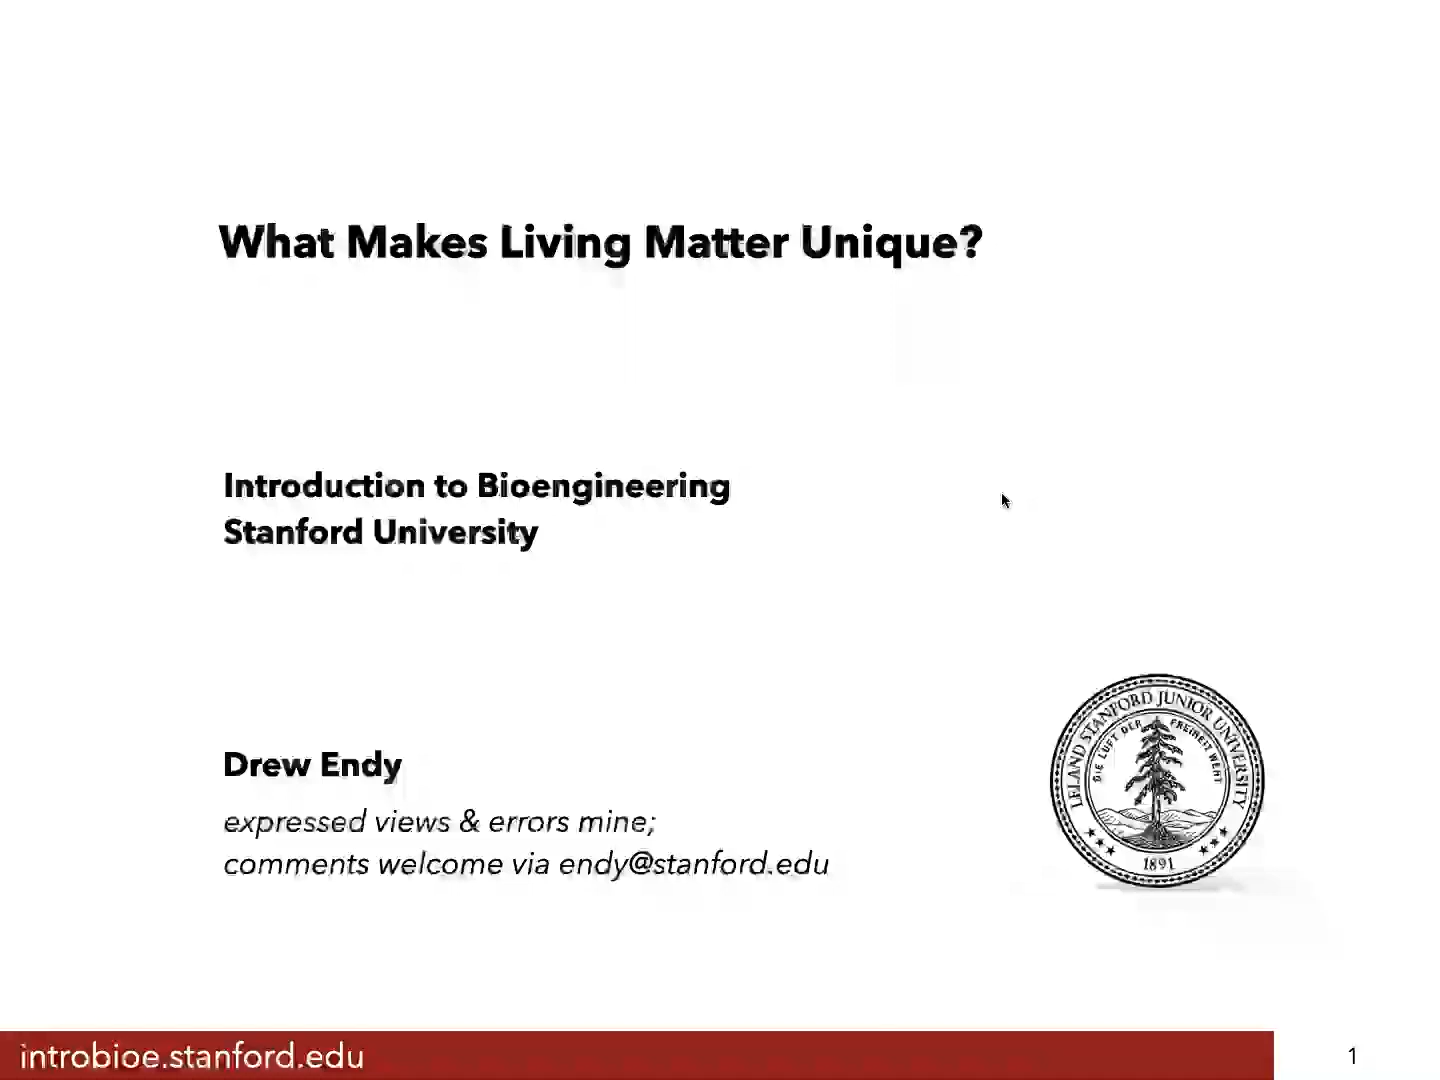 What Makes Living Matter Unique?
Introduction to Bioengineering
Stanford University
Drew Endy
expressed views & errors mine;
comments welcome via endy@stanford.edu
LELAND STANFORD JUNIOR UNIVERSITY
DIE LUFT DER FREIHEIT WEHT
1891
introbioe.stanford.edu
1